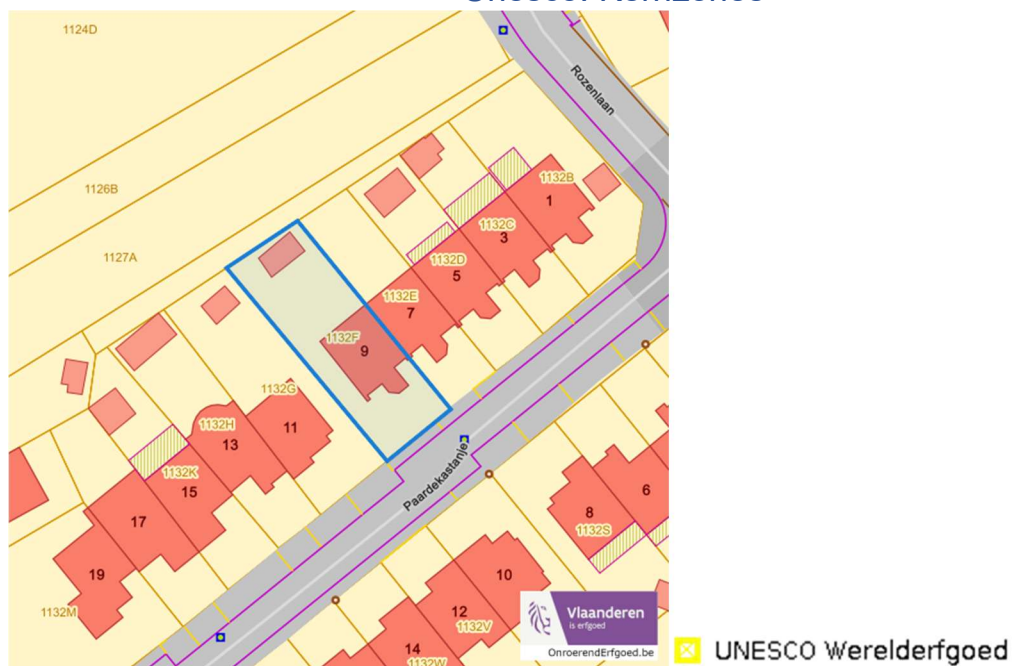 1124D
Rozenlaan
1126B
1132B
1
1132C
3
1127A
1132D
5
1132E
7
1132F
9
1132G
11
1132H
13
Paardekastanje
1132K
15
6
17
8
1132S
19
10
1132M
12
1132V
14
1132W
Vlaanderen
is erfgoed
OnroerendErfgoed.be
UNESCO Werelderfgoed